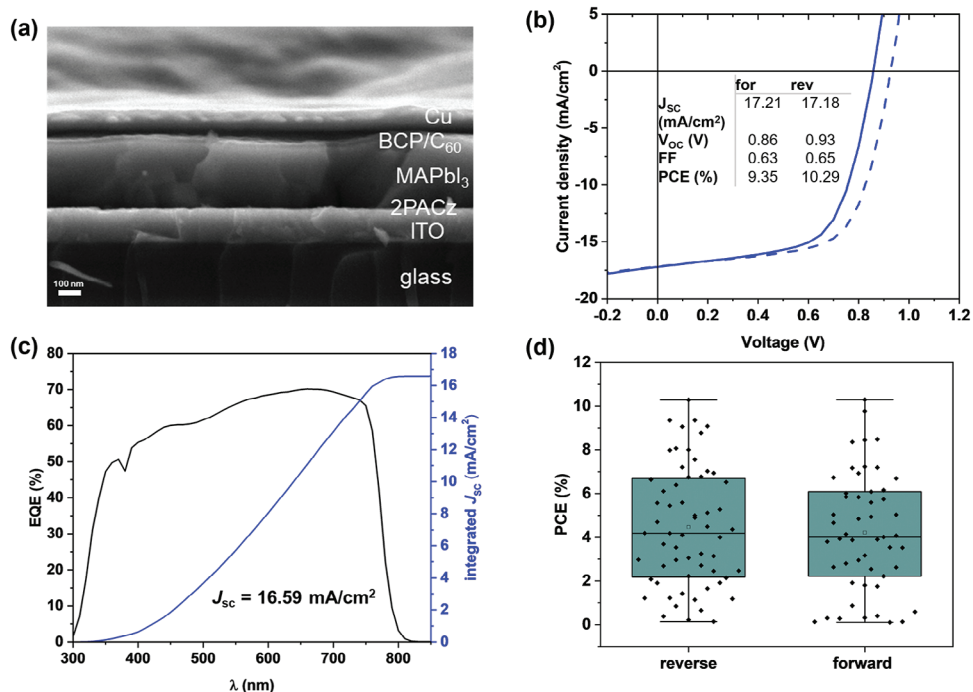 (a)
Cu
BCP/C₆₀
MAPbI₃
2PACz
ITO
glass
100 nm
(b)
5
0
-5
-10
-15
-20
-0.2 0.0 0.2 0.4 0.6 0.8 1.0 1.2
Current density (mA/cm²)
Voltage (V)
for rev
J_SC 17.21 17.18
(mA/cm²)
V_OC (V) 0.86 0.93
FF 0.63 0.65
PCE (%) 9.35 10.29
(c)
80
70
60
50
40
30
20
10
0
EQE (%)
300 400 500 600 700 800
λ (nm)
18
16
14
12
10
8
6
4
2
0
integrated J_sc (mA/cm²)
J_sc = 16.59 mA/cm²
(d)
12
10
8
6
4
2
0
PCE (%)
reverse forward